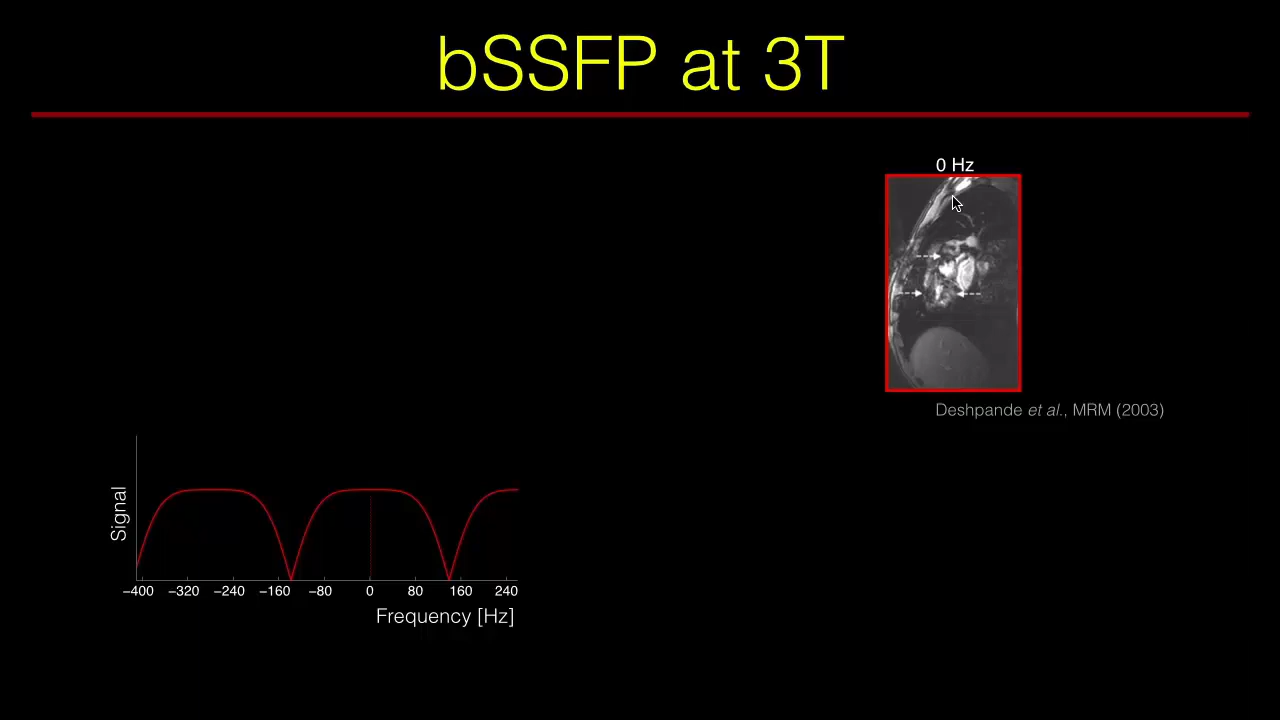 bSSFP at 3T
0 Hz
Deshpande et al., MRM (2003)
Signal
−400 −320 −240 −160 −80 0 80 160 240
Frequency [Hz]